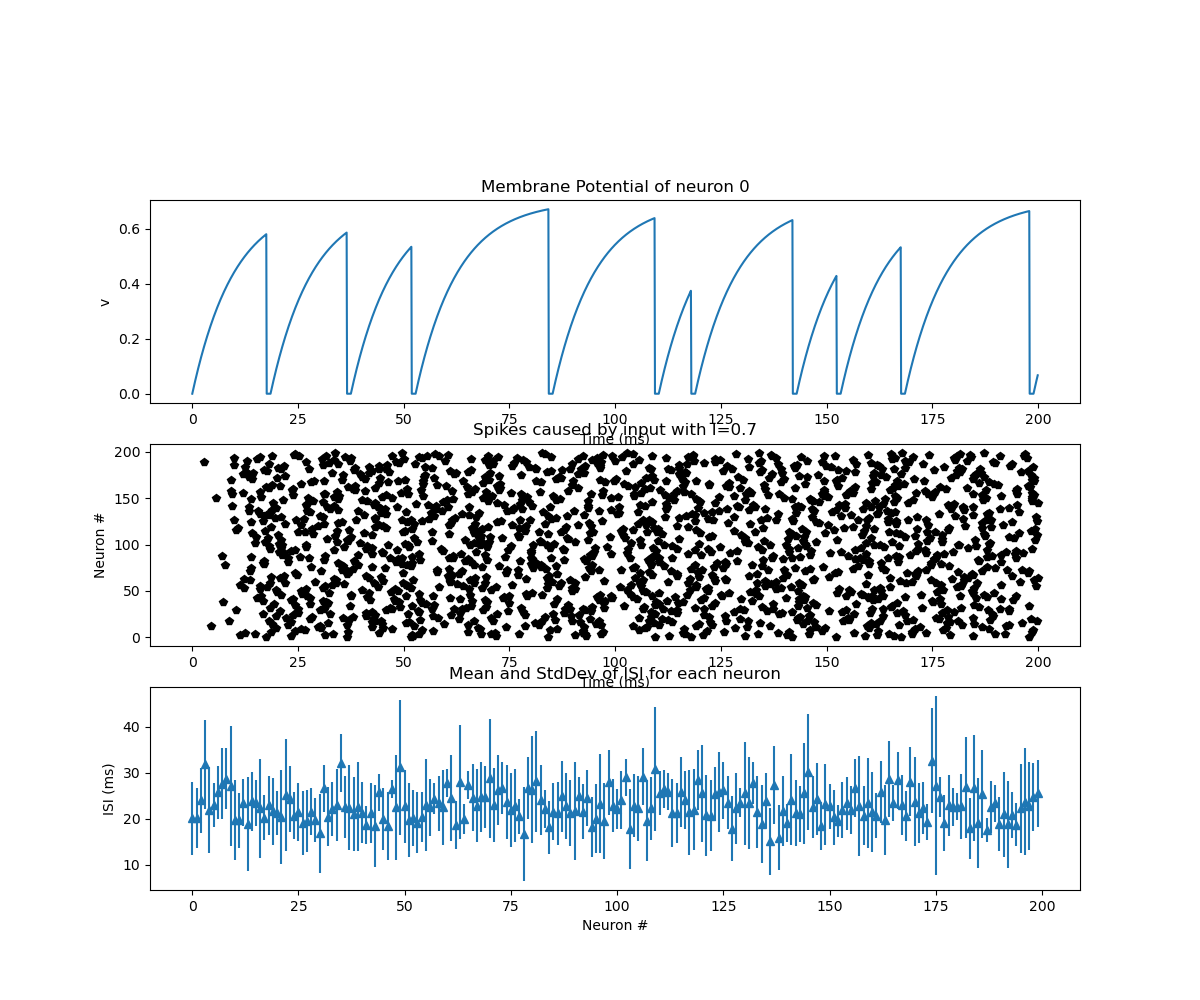 Membrane Potential of neuron 0
0.6
0.4
0.2
0.0
v
0 25 50 75 100 125 150 175 200
Time (ms)
Spikes caused by input with I=0.7
200
150
100
50
0
Neuron #
0 25 50 75 100 125 150 175 200
Time (ms)
Mean and StdDev of ISI for each neuron
40
30
20
10
ISI (ms)
0 25 50 75 100 125 150 175 200
Neuron #